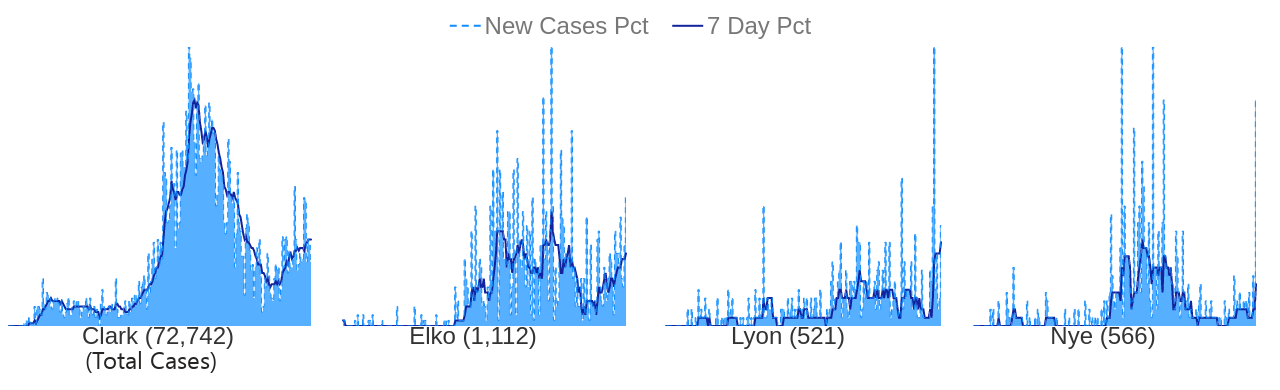 New Cases Pct 7 Day Pct
Clark (72,742) Elko (1,112) Lyon (521) Nye (566)
(Total Cases)